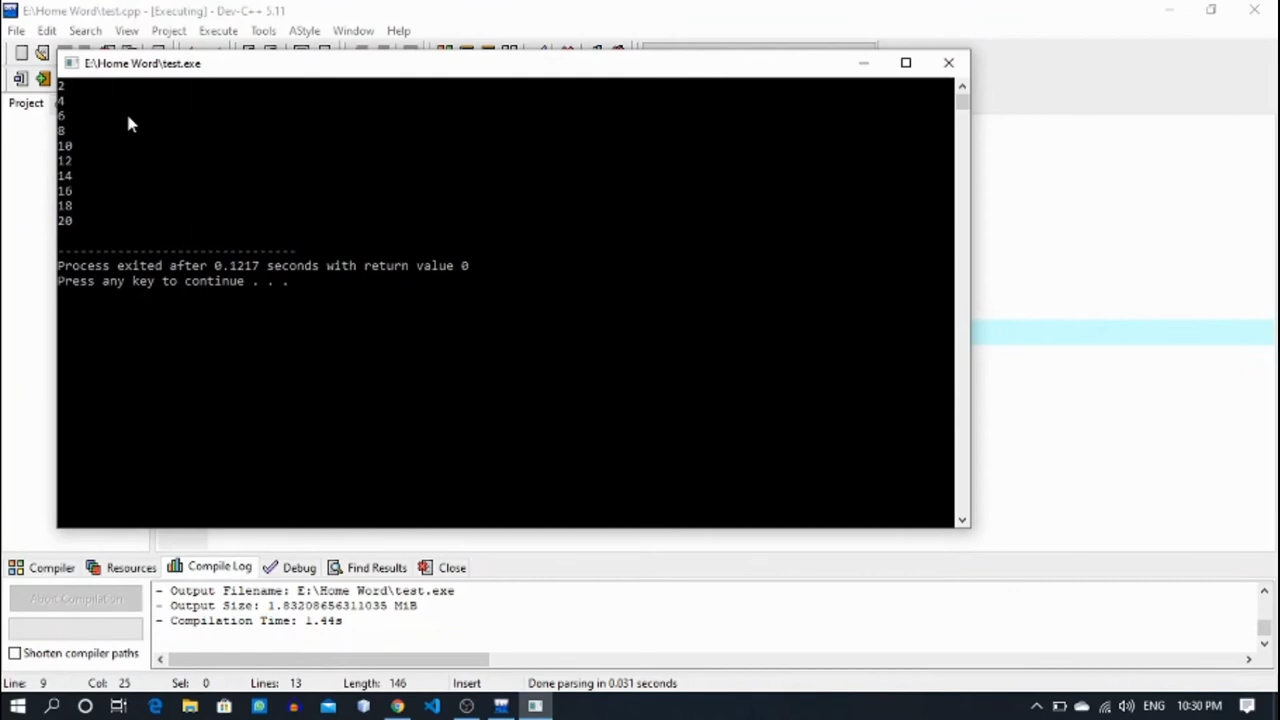 E:\Home Word\test.cpp - [Executing] - Dev-C++ 5.11
File Edit Search View Project Execute Tools AStyle Window Help
E:\Home Word\test.exe
Project
2
4
6
8
10
12
14
16
18
20
--------------------------------
Process exited after 0.1217 seconds with return value 0
Press any key to continue . . .
Compiler Resources Compile Log Debug Find Results Close
Abort Compilation
Shorten compiler paths
- Output Filename: E:\Home Word\test.exe
- Output Size: 1.83208656311035 MiB
- Compilation Time: 1.44s
Line: 9 Col: 25 Sel: 0 Lines: 13 Length: 146 Insert Done parsing in 0.031 seconds
ENG 10:30 PM